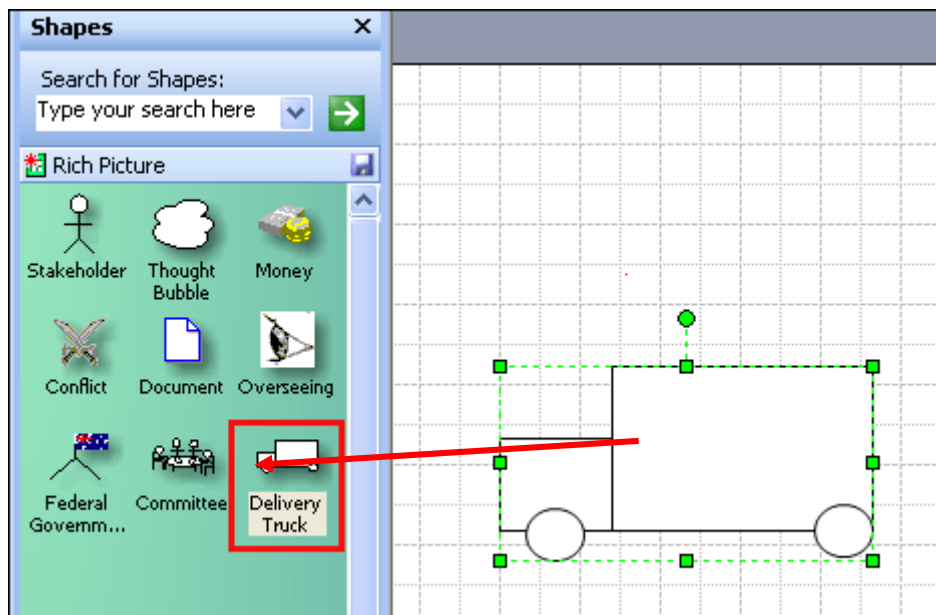 Shapes
Search for Shapes:
Type your search here
Rich Picture
Stakeholder
Thought
Bubble
Money
Conflict
Document
Overseeing
Federal
Governm...
Committee
Delivery
Truck